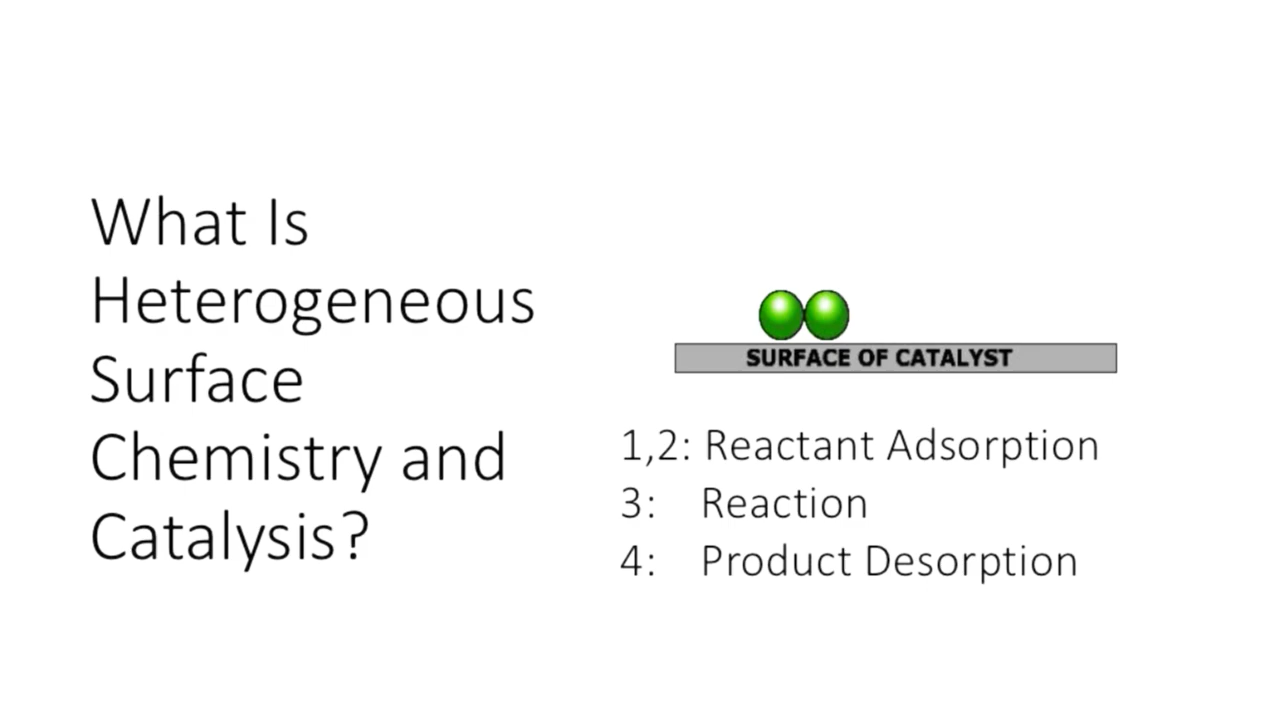 What Is
Heterogeneous
Surface
Chemistry and
Catalysis?
SURFACE OF CATALYST
1,2: Reactant Adsorption
3: Reaction
4: Product Desorption